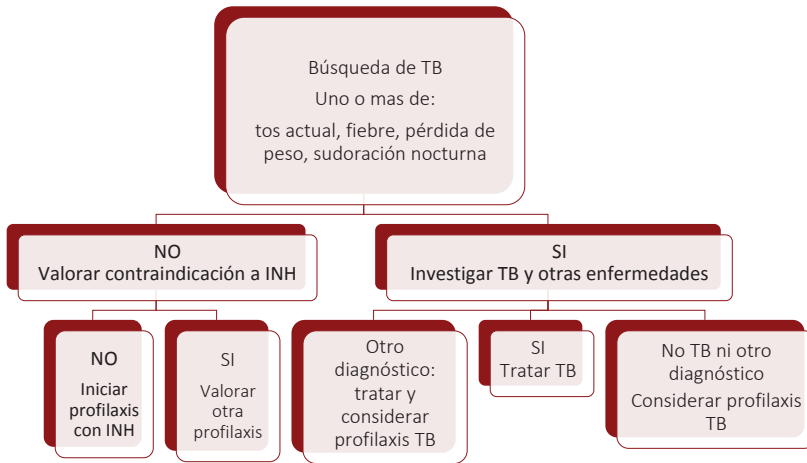 Búsqueda de TB
Uno o mas de:
tos actual, fiebre, pérdida de
peso, sudoración nocturna
NO
Valorar contraindicación a INH
SI
Investigar TB y otras enfermedades
NO
Iniciar
profilaxis
con INH
SI
Valorar
otra
profilaxis
Otro
diagnóstico:
tratar y
considerar
profilaxis TB
SI
Tratar TB
No TB ni otro
diagnóstico
Considerar profilaxis
TB